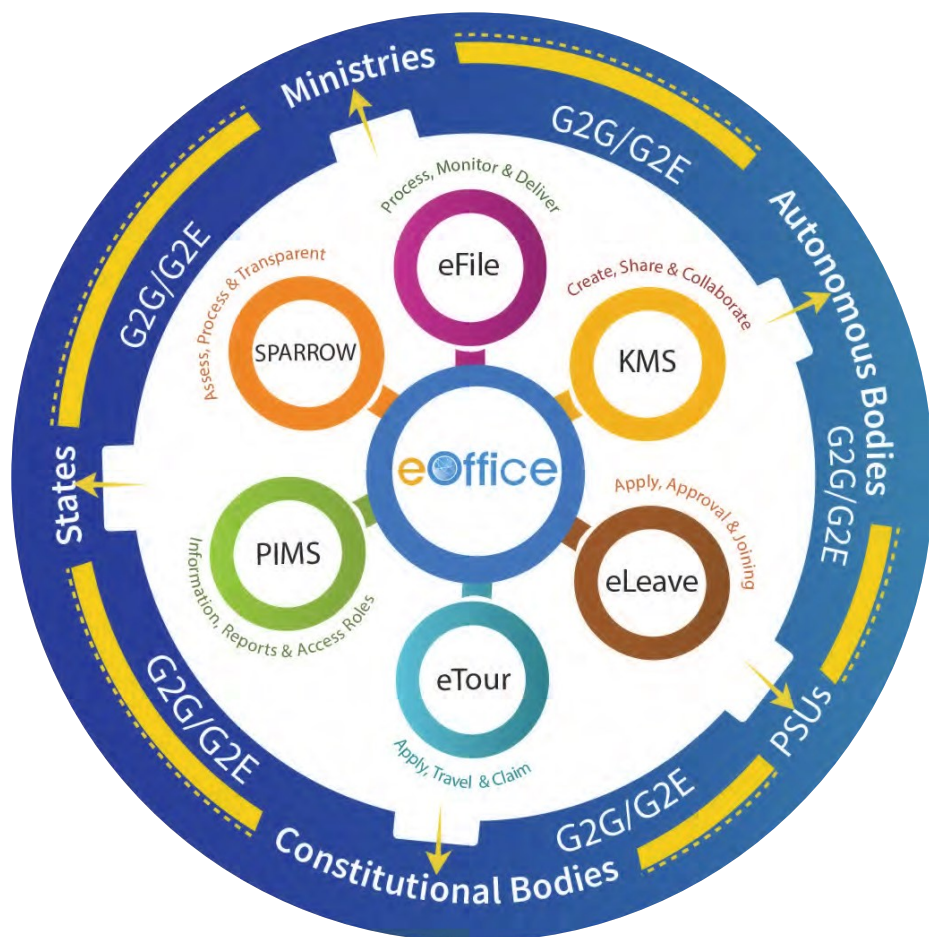 Ministries
G2G/G2E
Autonomous Bodies
G2G/G2E
PSUs
G2G/G2E
Constitutional Bodies
G2G/G2E
States
G2G/G2E
Process, Monitor & Deliver
eFile
Create, Share & Collaborate
KMS
Apply, Approval & Joining
eLeave
Apply, Travel & Claim
eTour
Information, Reports & Access Roles
PIMS
Assess, Process & Transparent
SPARROW
eOffice